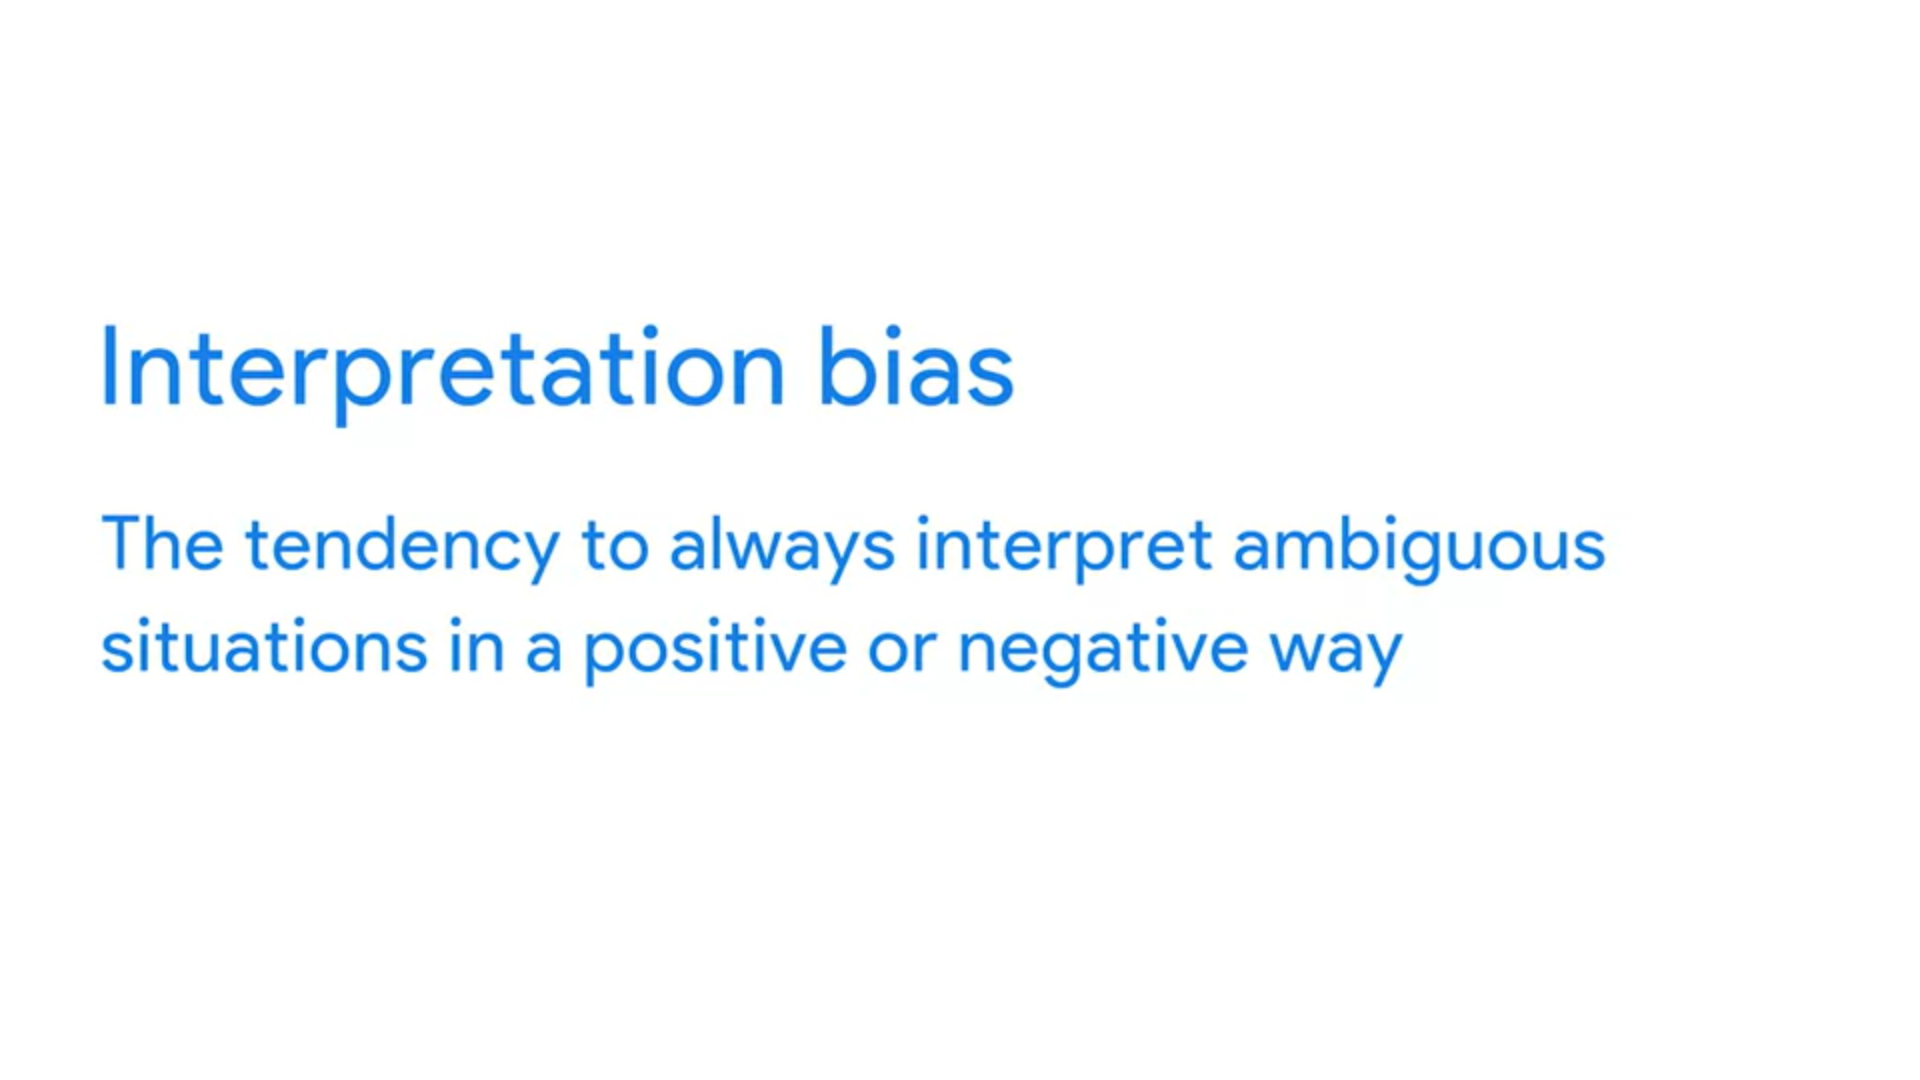 Interpretation bias
The tendency to always interpret ambiguous
situations in a positive or negative way